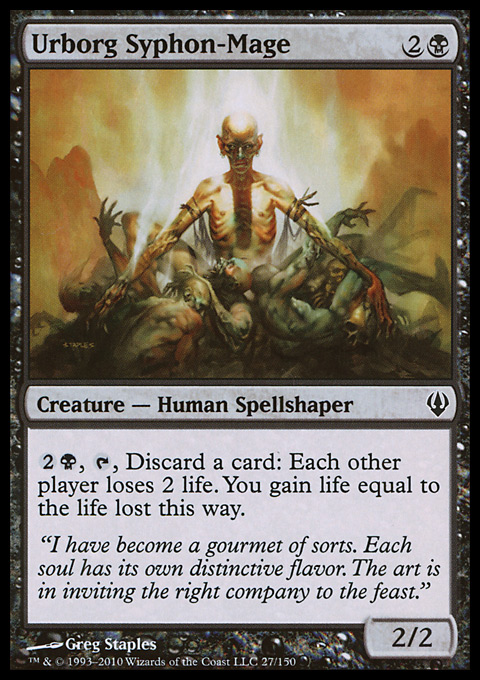 Urborg Syphon-Mage 2
STAPLES
Creature — Human Spellshaper
2, , Discard a card: Each other
player loses 2 life. You gain life equal to
the life lost this way.
“I have become a gourmet of sorts. Each
soul has its own distinctive flavor. The art is
in inviting the right company to the feast.”
Greg Staples
2/2
™ & © 1993–2010 Wizards of the Coast LLC 27/150